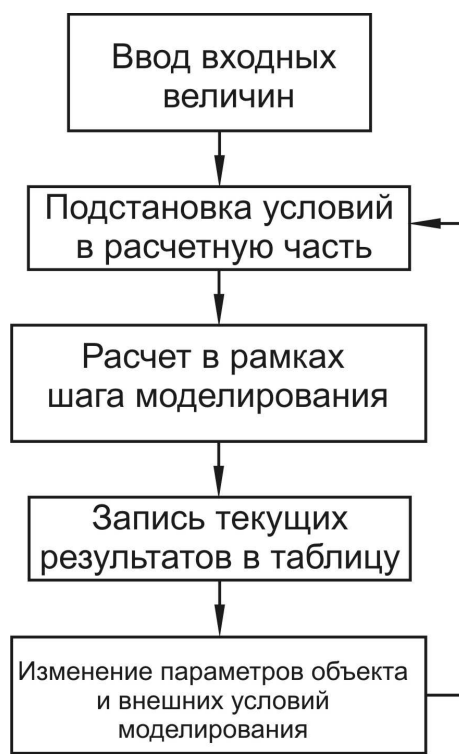 Ввод входных
величин
Подстановка условий
в расчетную часть
Расчет в рамках
шага моделирования
Запись текущих
результатов в таблицу
Изменение параметров объекта
и внешних условий
моделирования